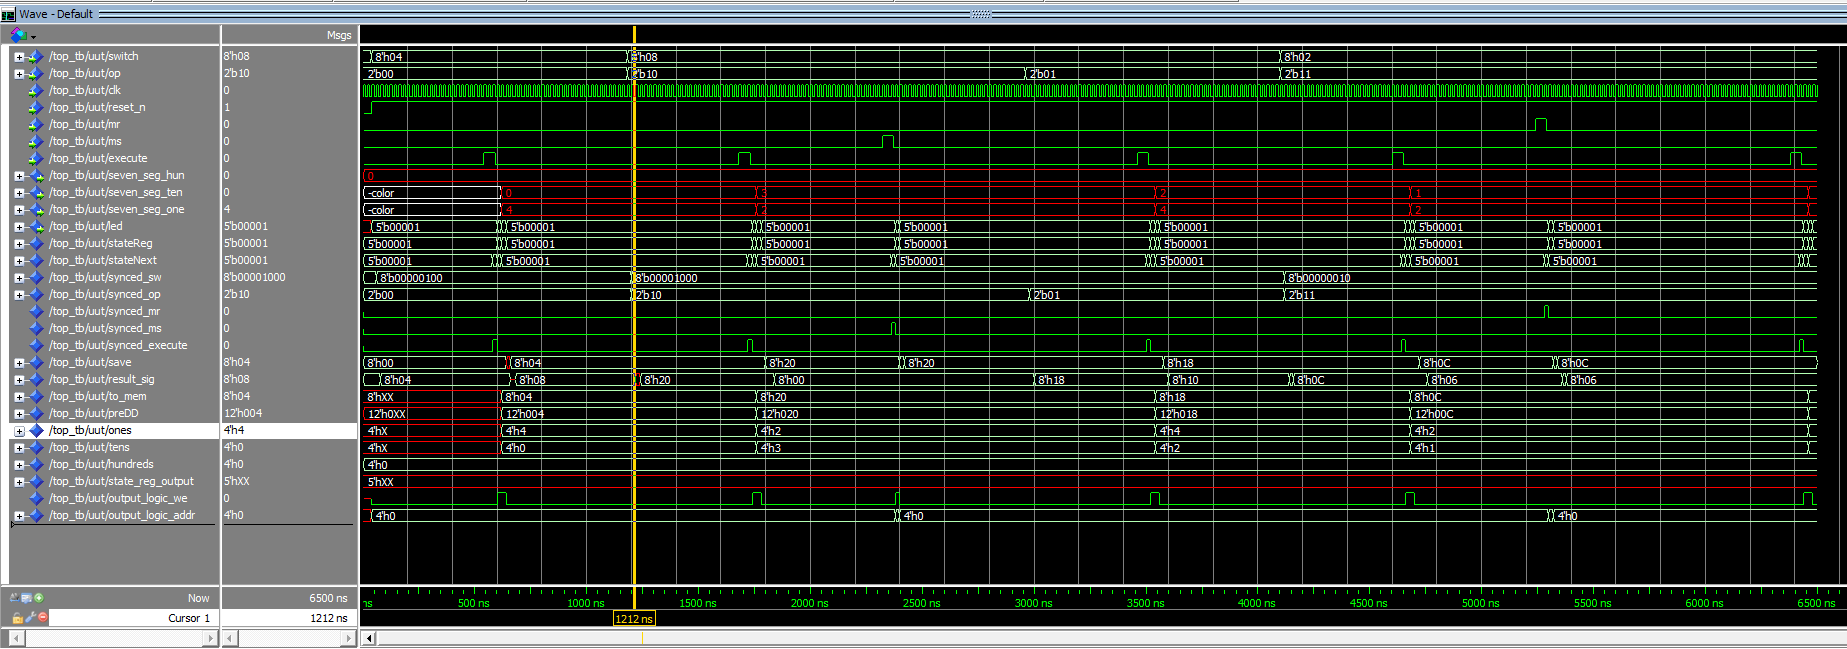 Wave - Default
Msgs
/top_tb/uut/switch 8'h08 8'h04 8'h08 8'h02
/top_tb/uut/op 2'b10 2'b00 2'b10 2'b01 2'b11
/top_tb/uut/clk 0
/top_tb/uut/reset_n 1
/top_tb/uut/mr 0
/top_tb/uut/ms 0
/top_tb/uut/execute 0
/top_tb/uut/seven_seg_hun 0 0
/top_tb/uut/seven_seg_ten 0 -color 0 3 2 1
/top_tb/uut/seven_seg_one 4 -color 4 2 4 2
/top_tb/uut/led 5'b00001 5'b00001 5'b00001 5'b00001 5'b00001 5'b00001 5'b00001 5'b00001
/top_tb/uut/stateReg 5'b00001 5'b00001 5'b00001 5'b00001 5'b00001 5'b00001 5'b00001 5'b00001
/top_tb/uut/stateNext 5'b00001 5'b00001 5'b00001 5'b00001 5'b00001 5'b00001 5'b00001 5'b00001
/top_tb/uut/synced_sw 8'b00001000 8'b00000100 8'b00001000 8'b00000010
/top_tb/uut/synced_op 2'b10 2'b00 2'b10 2'b01 2'b11
/top_tb/uut/synced_mr 0
/top_tb/uut/synced_ms 0
/top_tb/uut/synced_execute 0
/top_tb/uut/save 8'h04 8'h00 8'h04 8'h20 8'h20 8'h18 8'h0C 8'h0C
/top_tb/uut/result_sig 8'h08 8'h04 8'h08 8'h20 8'h00 8'h18 8'h10 8'h0C 8'h06 8'h06
/top_tb/uut/to_mem 8'h04 8'hXX 8'h04 8'h20 8'h18 8'h0C
/top_tb/uut/preDD 12'h004 12'h0XX 12'h004 12'h020 12'h018 12'h00C
/top_tb/uut/ones 4'h4 4'hX 4'h4 4'h2 4'h4 4'h2
/top_tb/uut/tens 4'h0 4'hX 4'h0 4'h3 4'h2 4'h1
/top_tb/uut/hundreds 4'h0 4'h0
/top_tb/uut/state_reg_output 5'hXX 5'hXX
/top_tb/uut/output_logic_we 0
/top_tb/uut/output_logic_addr 4'h0 4'h0 4'h0 4'h0
Now 6500 ns ns 500 ns 1000 ns 1500 ns 2000 ns 2500 ns 3000 ns 3500 ns 4000 ns 4500 ns 5000 ns 5500 ns 6000 ns 6500 ns
Cursor 1 1212 ns 1212 ns